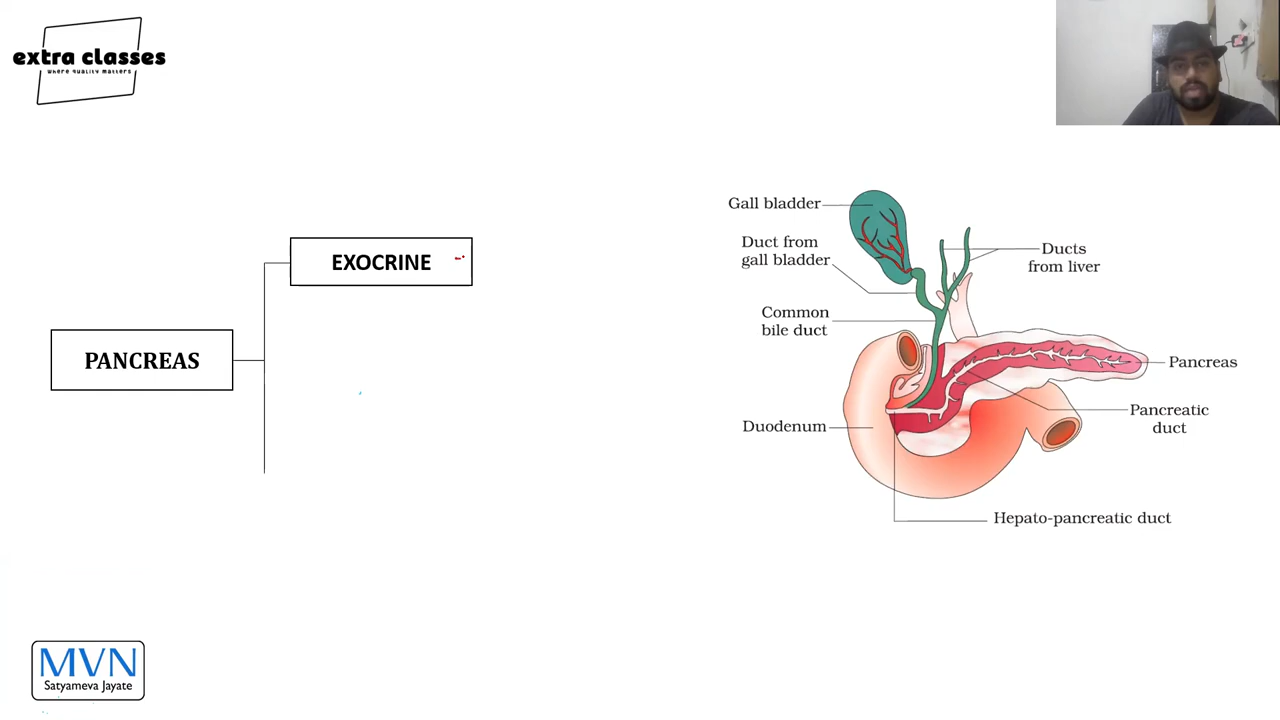 extra classes
where quality matters
EXOCRINE
PANCREAS
Gall bladder
Duct from
gall bladder
Ducts
from liver
Common
bile duct
Pancreas
Pancreatic
duct
Duodenum
Hepato-pancreatic duct
MVN
Satyameva Jayate